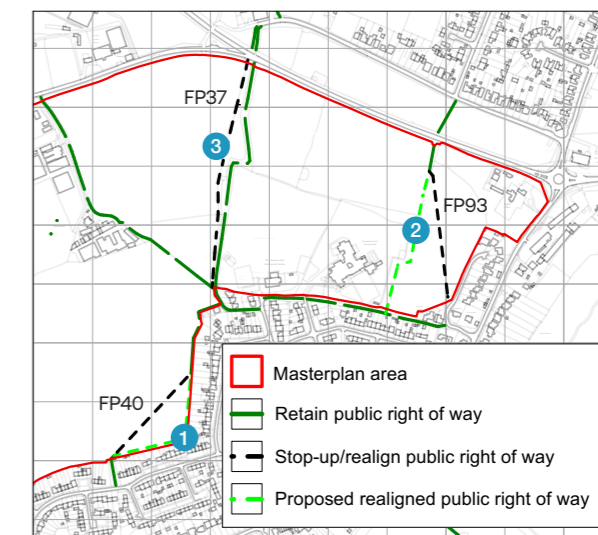 FP37
3
FP93
2
FP40
1
Masterplan area
Retain public right of way
Stop-up/realign public right of way
Proposed realigned public right of way